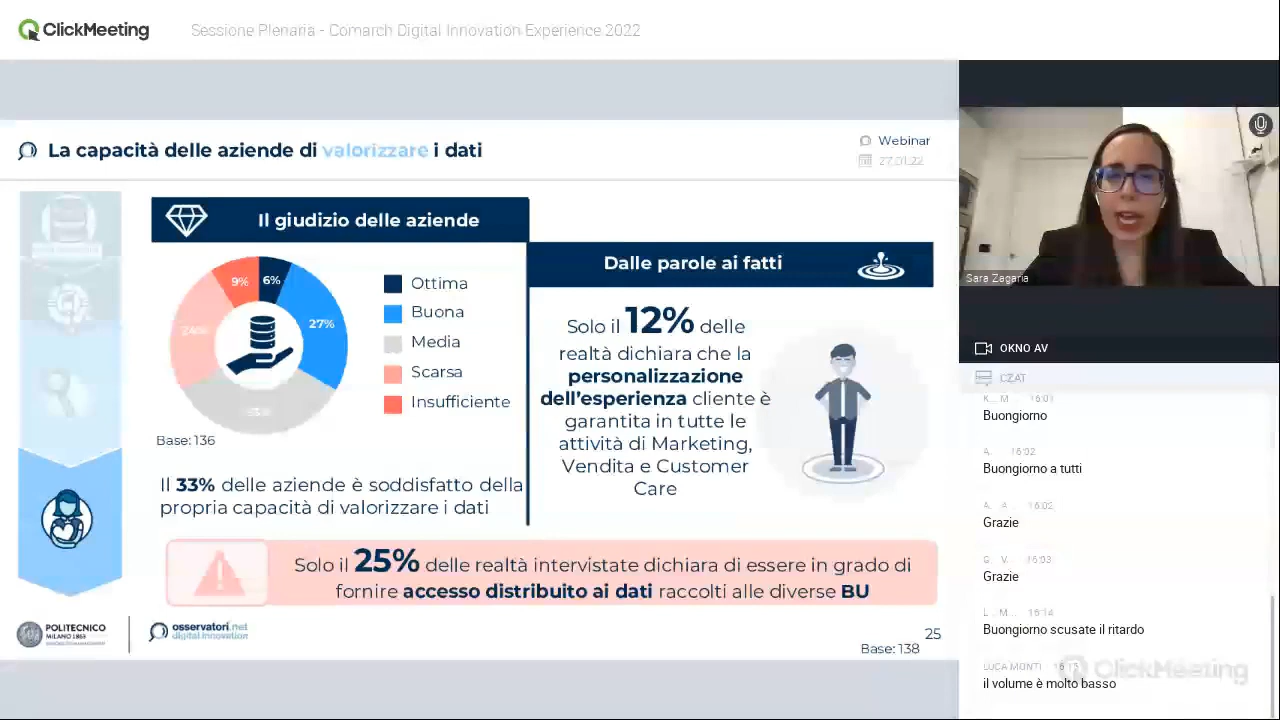 ClickMeeting
Sessione Plenaria - Comarch Digital Innovation Experience 2022
La capacità delle aziende di valorizzare i dati
Webinar
27.01.22
Il giudizio delle aziende
6%
27%
24%
9%
Ottima
Buona
Media
Scarsa
Insufficiente
Base: 136
Il 33% delle aziende è soddisfatto della
propria capacità di valorizzare i dati
Dalle parole ai fatti
Solo il 12% delle
realtà dichiara che la
personalizzazione
dell'esperienza cliente è
garantita in tutte le
attività di Marketing,
Vendita e Customer
Care
Solo il 25% delle realtà intervistate dichiara di essere in grado di
fornire accesso distribuito ai dati raccolti alle diverse BU
POLITECNICO
MILANO 1863
osservatori.net
digital innovation
25
Base: 138
Sara Zagaria
OKNO AV
CZAT
K... M... 16:01
Buongiorno
A... 16:02
Buongiorno a tutti
A... A... 16:02
Grazie
G... V... 16:03
Grazie
L... M... 16:14
Buongiorno scusate il ritardo
LUCA MONTI
il volume è molto basso
ClickMeeting